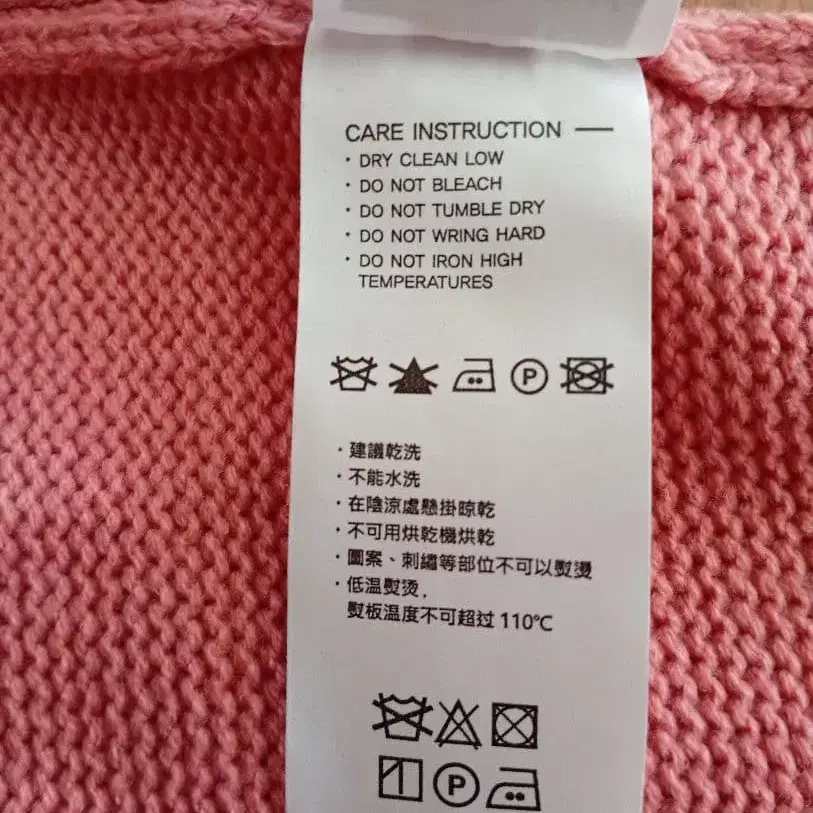 CARE INSTRUCTION —
· DRY CLEAN LOW
· DO NOT BLEACH
· DO NOT TUMBLE DRY
· DO NOT WRING HARD
· DO NOT IRON HIGH
TEMPERATURES
P
· 建議乾洗
· 不能水洗
· 在陰涼處懸掛晾乾
· 不可用烘乾機烘乾
· 圖案、刺繡等部位不可以熨燙
· 低温熨烫.
熨板温度不可超过 110℃
P